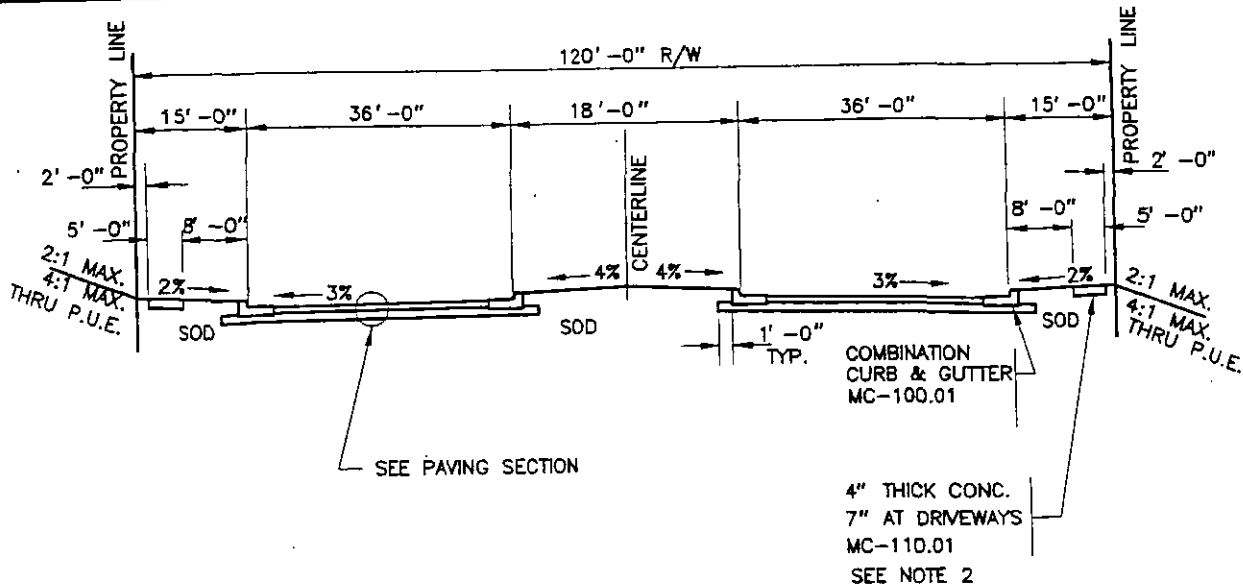 PROPERTY LINE
PROPERTY LINE
120'-0" R/W
15'-0"
36'-0"
18'-0"
36'-0"
15'-0"
2'-0"
2'-0"
CENTERLINE
5'-0"
8'-0"
8'-0"
5'-0"
2:1 MAX.
4:1 MAX.
THRU P.U.E.
2%
3%
4%
4%
3%
2%
2:1 MAX.
4:1 MAX.
THRU P.U.E.
SOD
SOD
SOD
1'-0"
TYP.
COMBINATION
CURB & GUTTER
MC-100.01
SEE PAVING SECTION
4" THICK CONC.
7" AT DRIVEWAYS
MC-110.01
SEE NOTE 2